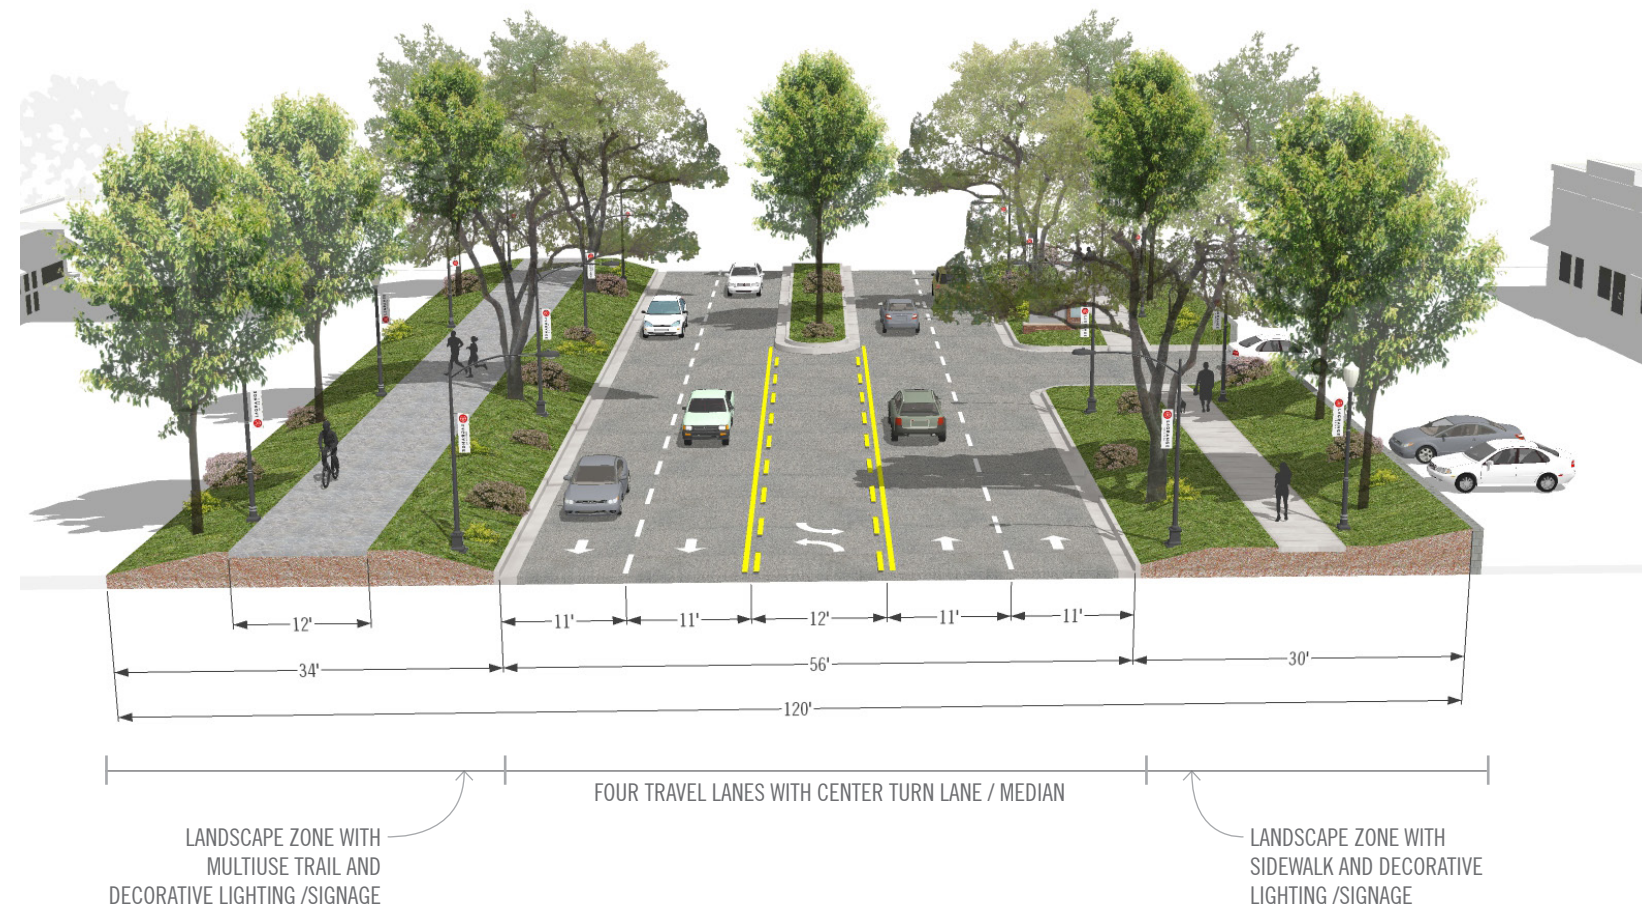 12'
11'
11'
12'
11'
11'
34'
56'
30'
120'
FOUR TRAVEL LANES WITH CENTER TURN LANE / MEDIAN
LANDSCAPE ZONE WITH
MULTIUSE TRAIL AND
DECORATIVE LIGHTING /SIGNAGE
LANDSCAPE ZONE WITH
SIDEWALK AND DECORATIVE
LIGHTING /SIGNAGE